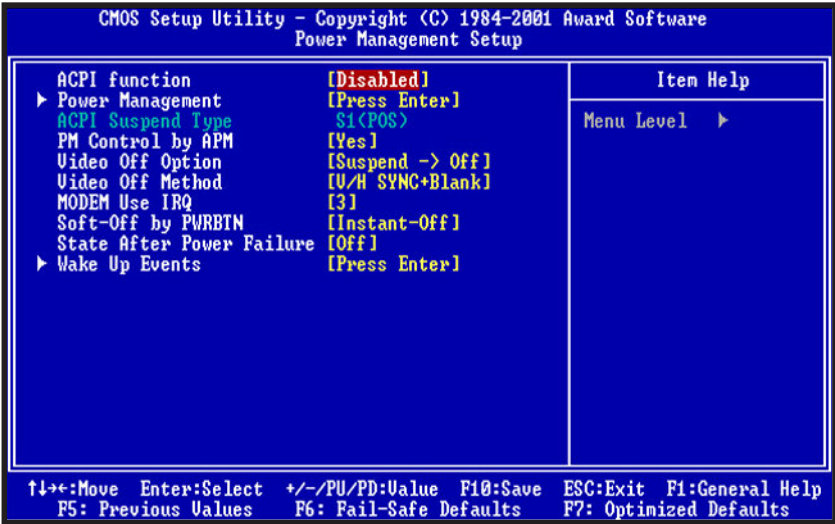 CMOS Setup Utility - Copyright (C) 1984-2001 Award Software
Power Management Setup
ACPI function [Disabled]
Power Management [Press Enter]
ACPI Suspend Type S1(POS)
PM Control by APM [Yes]
Video Off Option [Suspend -> Off]
Video Off Method [V/H SYNC+Blank]
MODEM Use IRQ [3]
Soft-Off by PWRBTN [Instant-Off]
State After Power Failure [Off]
Wake Up Events [Press Enter]
Item Help
Menu Level ▶
↑↓→←:Move Enter:Select +/-/PU/PD:Value F10:Save ESC:Exit F1:General Help
F5: Previous Values F6: Fail-Safe Defaults F7: Optimized Defaults